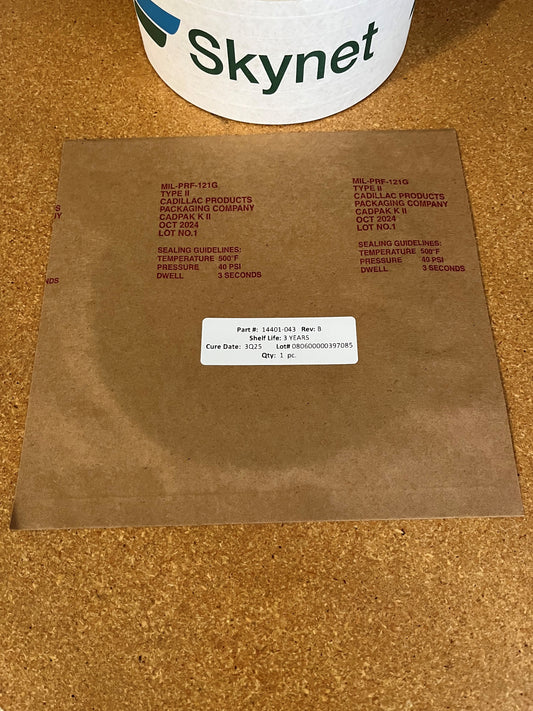 Skynet
S
UY
NDS
MIL-PRF-121G
TYPE II
CADILLAC PRODUCTS
PACKAGING COMPANY
CADPAK K II
OCT 2024
LOT NO.1
SEALING GUIDELINES:
TEMPERATURE 500°F
PRESSURE 40 PSI
DWELL 3 SECONDS
MIL-PRF-121G
TYPE II
CADILLAC PRODUCTS
PACKAGING COMPANY
CADPAK K II
OCT 2024
LOT NO.1
SEALING GUIDELINES:
TEMPERATURE 500°F
PRESSURE 40 PSI
DWELL 3 SECONDS
Part #: 14401-043 Rev: B
Shelf Life: 3 YEARS
Cure Date: 3Q25 Lot# 080600000397085
Qty: 1 pc.